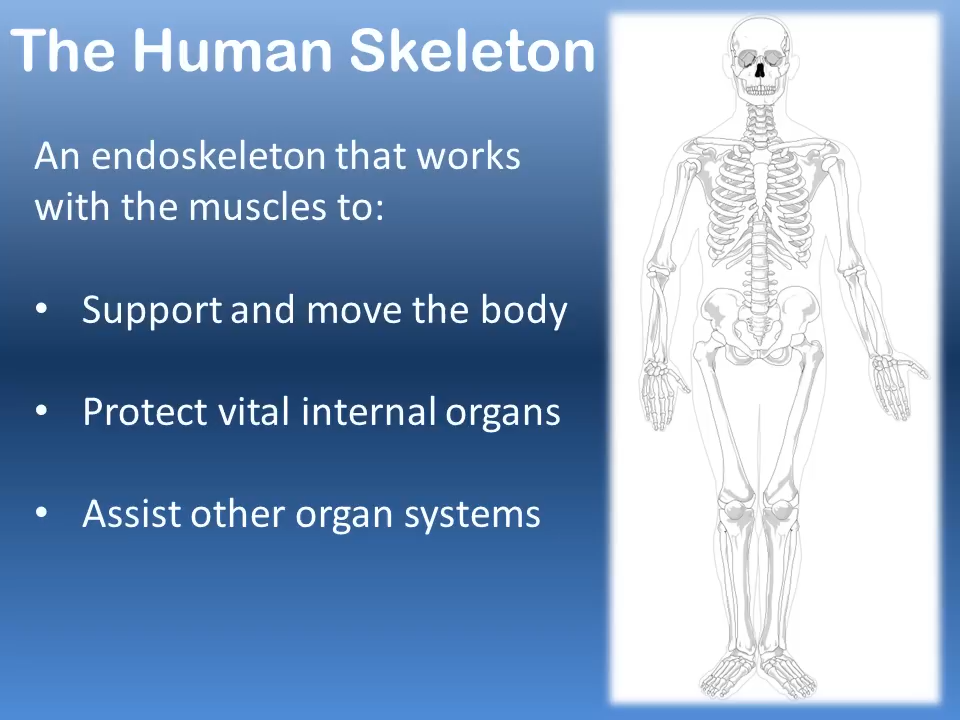 The Human Skeleton
An endoskeleton that works
with the muscles to:
• Support and move the body
• Protect vital internal organs
• Assist other organ systems